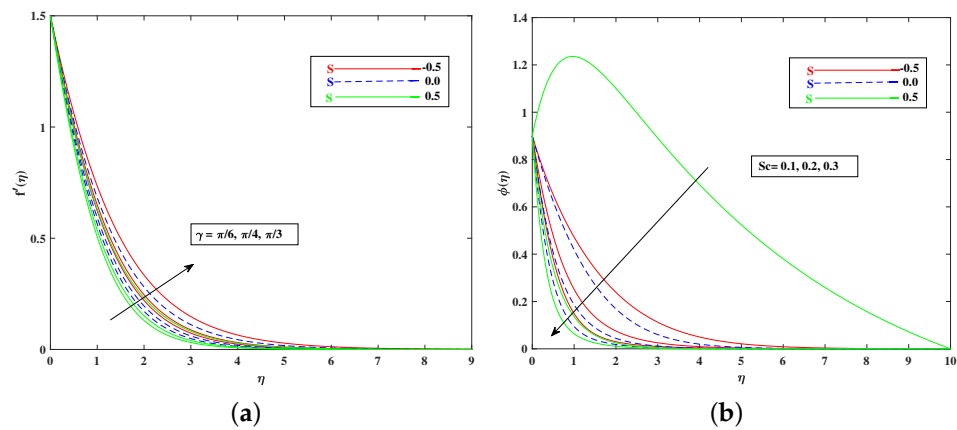 1.5
1
0.5
0
0 1 2 3 4 5 6 7 8 9
f′(η)
η
S -0.5
S 0.0
S 0.5
γ = π/6, π/4, π/3
(a)
1.4
1.2
1
0.8
0.6
0.4
0.2
0
0 1 2 3 4 5 6 7 8 9 10
ϕ(η)
η
S -0.5
S 0.0
S 0.5
Sc= 0.1, 0.2, 0.3
(b)